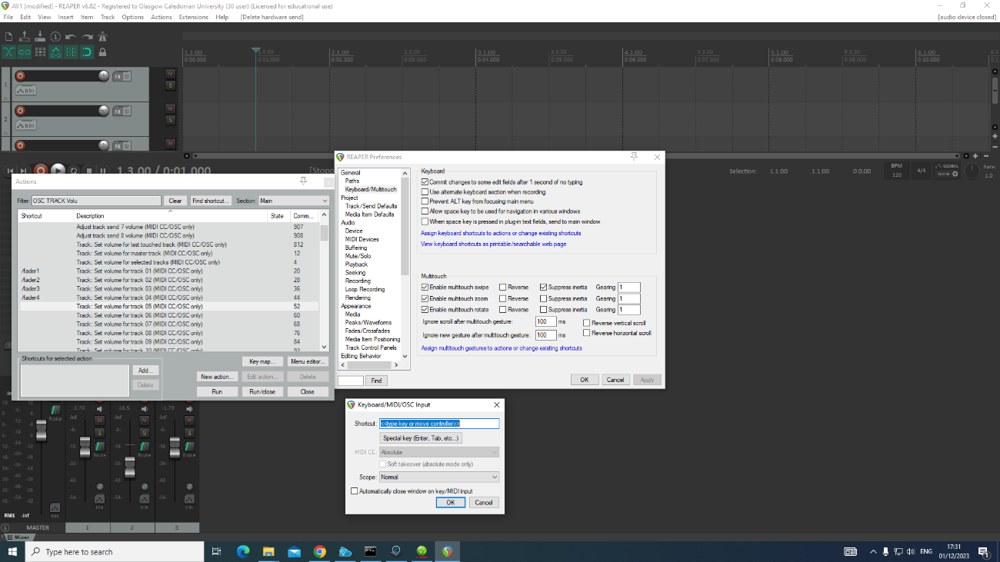 AV1 [modified] - REAPER v6.82 - Registered to Glasgow Caledonian University (30 user) (Licensed for educational use)
File Edit View Insert Item Track Options Actions Extensions Help [Delete hardware send] [audio device closed]
1.1.00 1.3.00 2.1.00 2.3.00 3.1.00 3.3.00 4.1.00 4.3.00 5.1.00 5.3.00 6.1.00
0:00.000 0:01.000 0:02.000 0:03.000 0:04.000 0:05.000 0:06.000 0:07.000 0:08.000 0:09.000 0:10.000
1 FX M
trim S
2 FX M
trim S
FX M
1.3.00 / 0:01.000 [Stopp
Selection: 1.1.00 1.1.00 0.0.00 BPM 120 4/4 GLOBAL none Rate: 1.0
Actions
Filter: OSC TRACK Volu Clear Find shortcut... Section: Main
Shortcut Description State Comm...
Adjust track send 7 volume (MIDI CC/OSC only) 907
Adjust track send 8 volume (MIDI CC/OSC only) 908
Track: Set volume for last touched track (MIDI CC/OSC only) 812
Track: Set volume for master track (MIDI CC/OSC only) 12
Track: Set volume for selected tracks (MIDI CC/OSC only) 4
/fader1 Track: Set volume for track 01 (MIDI CC/OSC only) 20
/fader2 Track: Set volume for track 02 (MIDI CC/OSC only) 28
/fader3 Track: Set volume for track 03 (MIDI CC/OSC only) 36
/fader4 Track: Set volume for track 04 (MIDI CC/OSC only) 44
Track: Set volume for track 05 (MIDI CC/OSC only) 52
Track: Set volume for track 06 (MIDI CC/OSC only) 60
Track: Set volume for track 07 (MIDI CC/OSC only) 68
Track: Set volume for track 08 (MIDI CC/OSC only) 76
Track: Set volume for track 09 (MIDI CC/OSC only) 84
Track: Set volume for track 10 (MIDI CC/OSC only) 92
Shortcuts for selected action
Add...
Delete
Key map... Menu editor...
New action... Edit action... Delete
Run Run/close Close
REAPER Preferences
General
Paths
Keyboard/Multitouch
Project
Track/Send Defaults
Media Item Defaults
Audio
Device
MIDI Devices
Buffering
Mute/Solo
Playback
Seeking
Recording
Loop Recording
Rendering
Appearance
Media
Peaks/Waveforms
Fades/Crossfades
Media Item Positioning
Track Control Panels
Editing Behavior
Find
Keyboard
Commit changes to some edit fields after 1 second of no typing
Use alternate keyboard section when recording
Prevent ALT key from focusing main menu
Allow space key to be used for navigation in various windows
When space key is pressed in plug-in text fields, send to main window
Assign keyboard shortcuts to actions or change existing shortcuts
View keyboard shortcuts as printable/searchable web page
Multitouch
Enable multitouch swipe Reverse Suppress inertia Gearing 1
Enable multitouch zoom Reverse Suppress inertia Gearing 1
Enable multitouch rotate Reverse Suppress inertia Gearing 1
Ignore scroll after multitouch gesture: 100 ms Reverse vertical scroll
Ignore new gesture after multitouch gesture: 100 ms Reverse horizontal scroll
Assign multitouch gestures to actions or change existing shortcuts
OK Cancel Apply
Keyboard/MIDI/OSC Input
Shortcut: <<type key or move controller>>
Special key (Enter, Tab, etc...)
MIDI CC: Absolute
Soft takeover (absolute mode only)
Scope: Normal
Automatically close window on key/MIDI input
OK Cancel
-1.70 -16.5 -1.79
-inf -inf -inf
Route M M M
S S S
Route Route Route
trim trim trim
RMS -inf trim
MASTER 1 2 3
Mixer
Type here to search
ENG
17:31
01/12/2023